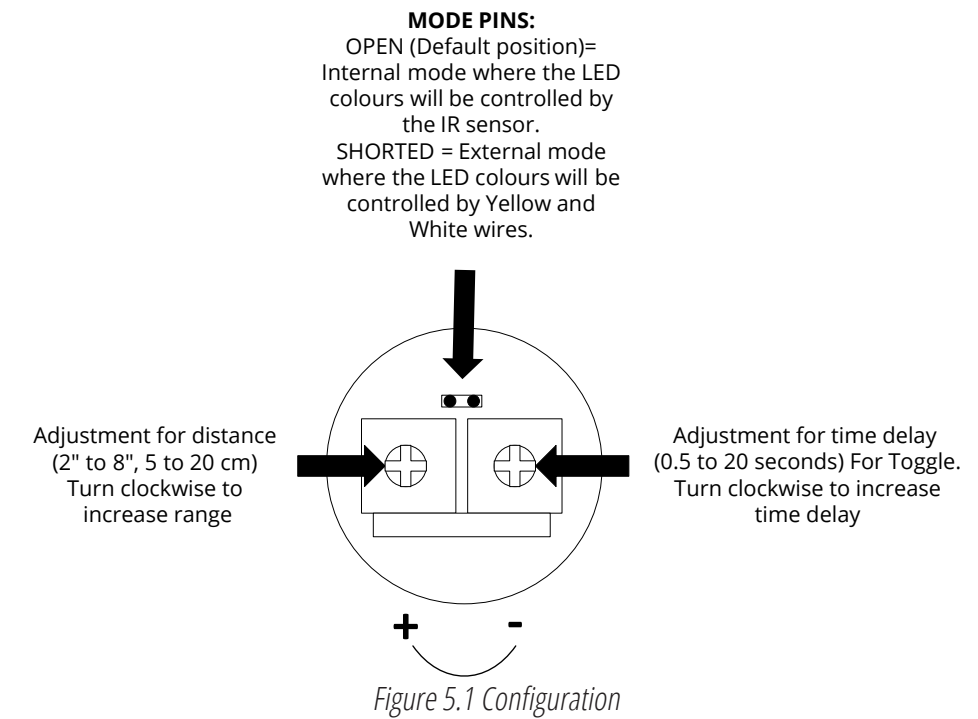 MODE PINS:
OPEN (Default position)=
Internal mode where the LED
colours will be controlled by
the IR sensor.
SHORTED = External mode
where the LED colours will be
controlled by Yellow and
White wires.
Adjustment for distance
(2" to 8", 5 to 20 cm)
Turn clockwise to
increase range
Adjustment for time delay
(0.5 to 20 seconds) For Toggle.
Turn clockwise to increase
time delay
+ -
Figure 5.1 Configuration